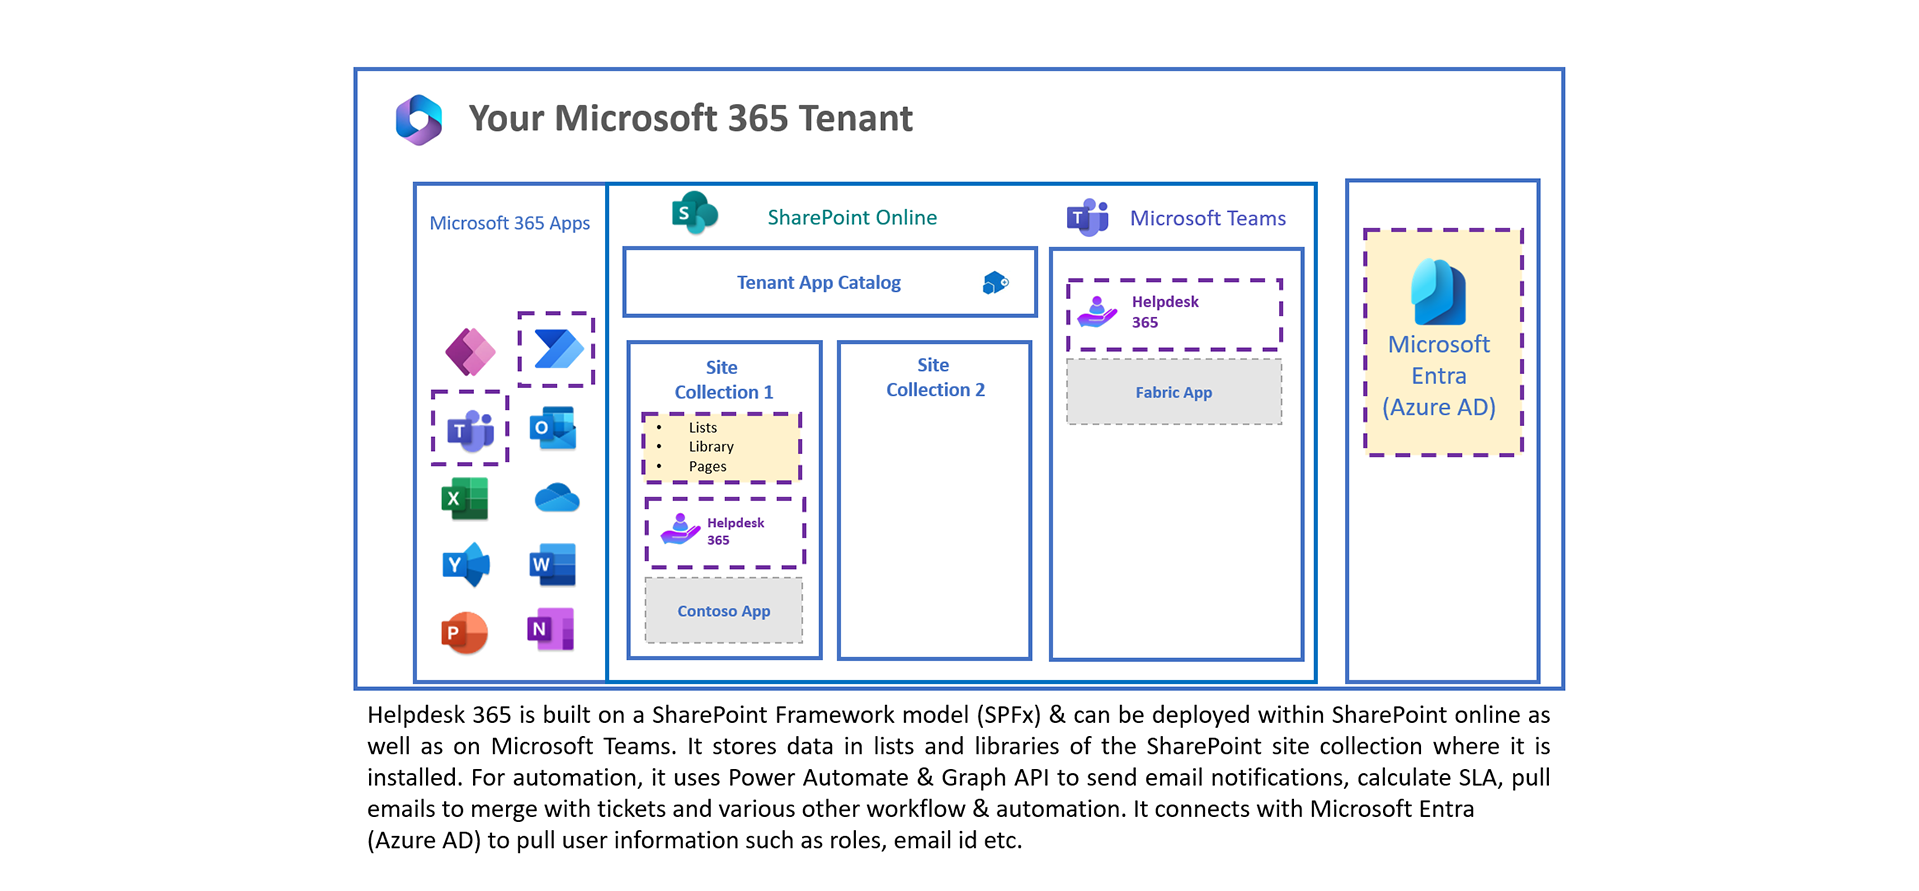 Your Microsoft 365 Tenant
Microsoft 365 Apps
T
O
X
Y
W
P
N
S
SharePoint Online
Tenant App Catalog
Site
Collection 1
• Lists
• Library
• Pages
Helpdesk
365
Contoso App
Site
Collection 2
T
Microsoft Teams
Helpdesk
365
Fabric App
Microsoft
Entra
(Azure AD)
Helpdesk 365 is built on a SharePoint Framework model (SPFx) & can be deployed within SharePoint online as
well as on Microsoft Teams. It stores data in lists and libraries of the SharePoint site collection where it is
installed. For automation, it uses Power Automate & Graph API to send email notifications, calculate SLA, pull
emails to merge with tickets and various other workflow & automation. It connects with Microsoft Entra
(Azure AD) to pull user information such as roles, email id etc.